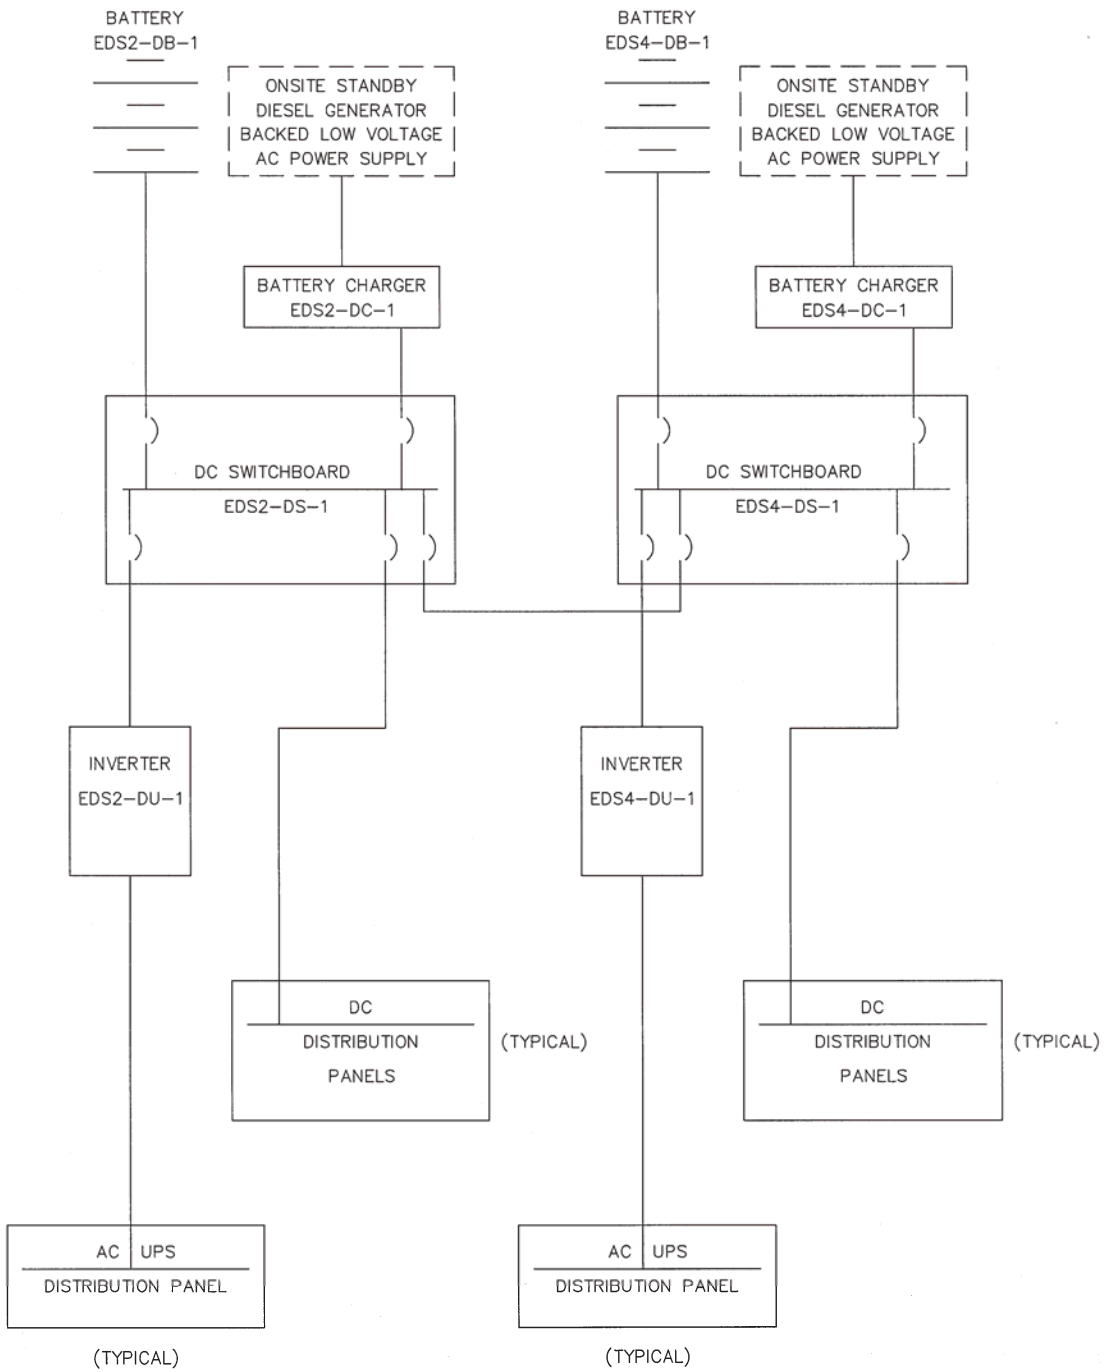 BATTERY
EDS2-DB-1
ONSITE STANDBY
DIESEL GENERATOR
BACKED LOW VOLTAGE
AC POWER SUPPLY
BATTERY CHARGER
EDS2-DC-1
DC SWITCHBOARD
EDS2-DS-1
INVERTER
EDS2-DU-1
DC
DISTRIBUTION
PANELS
(TYPICAL)
AC UPS
DISTRIBUTION PANEL
(TYPICAL)
BATTERY
EDS4-DB-1
ONSITE STANDBY
DIESEL GENERATOR
BACKED LOW VOLTAGE
AC POWER SUPPLY
BATTERY CHARGER
EDS4-DC-1
DC SWITCHBOARD
EDS4-DS-1
INVERTER
EDS4-DU-1
DC
DISTRIBUTION
PANELS
(TYPICAL)
AC UPS
DISTRIBUTION PANEL
(TYPICAL)